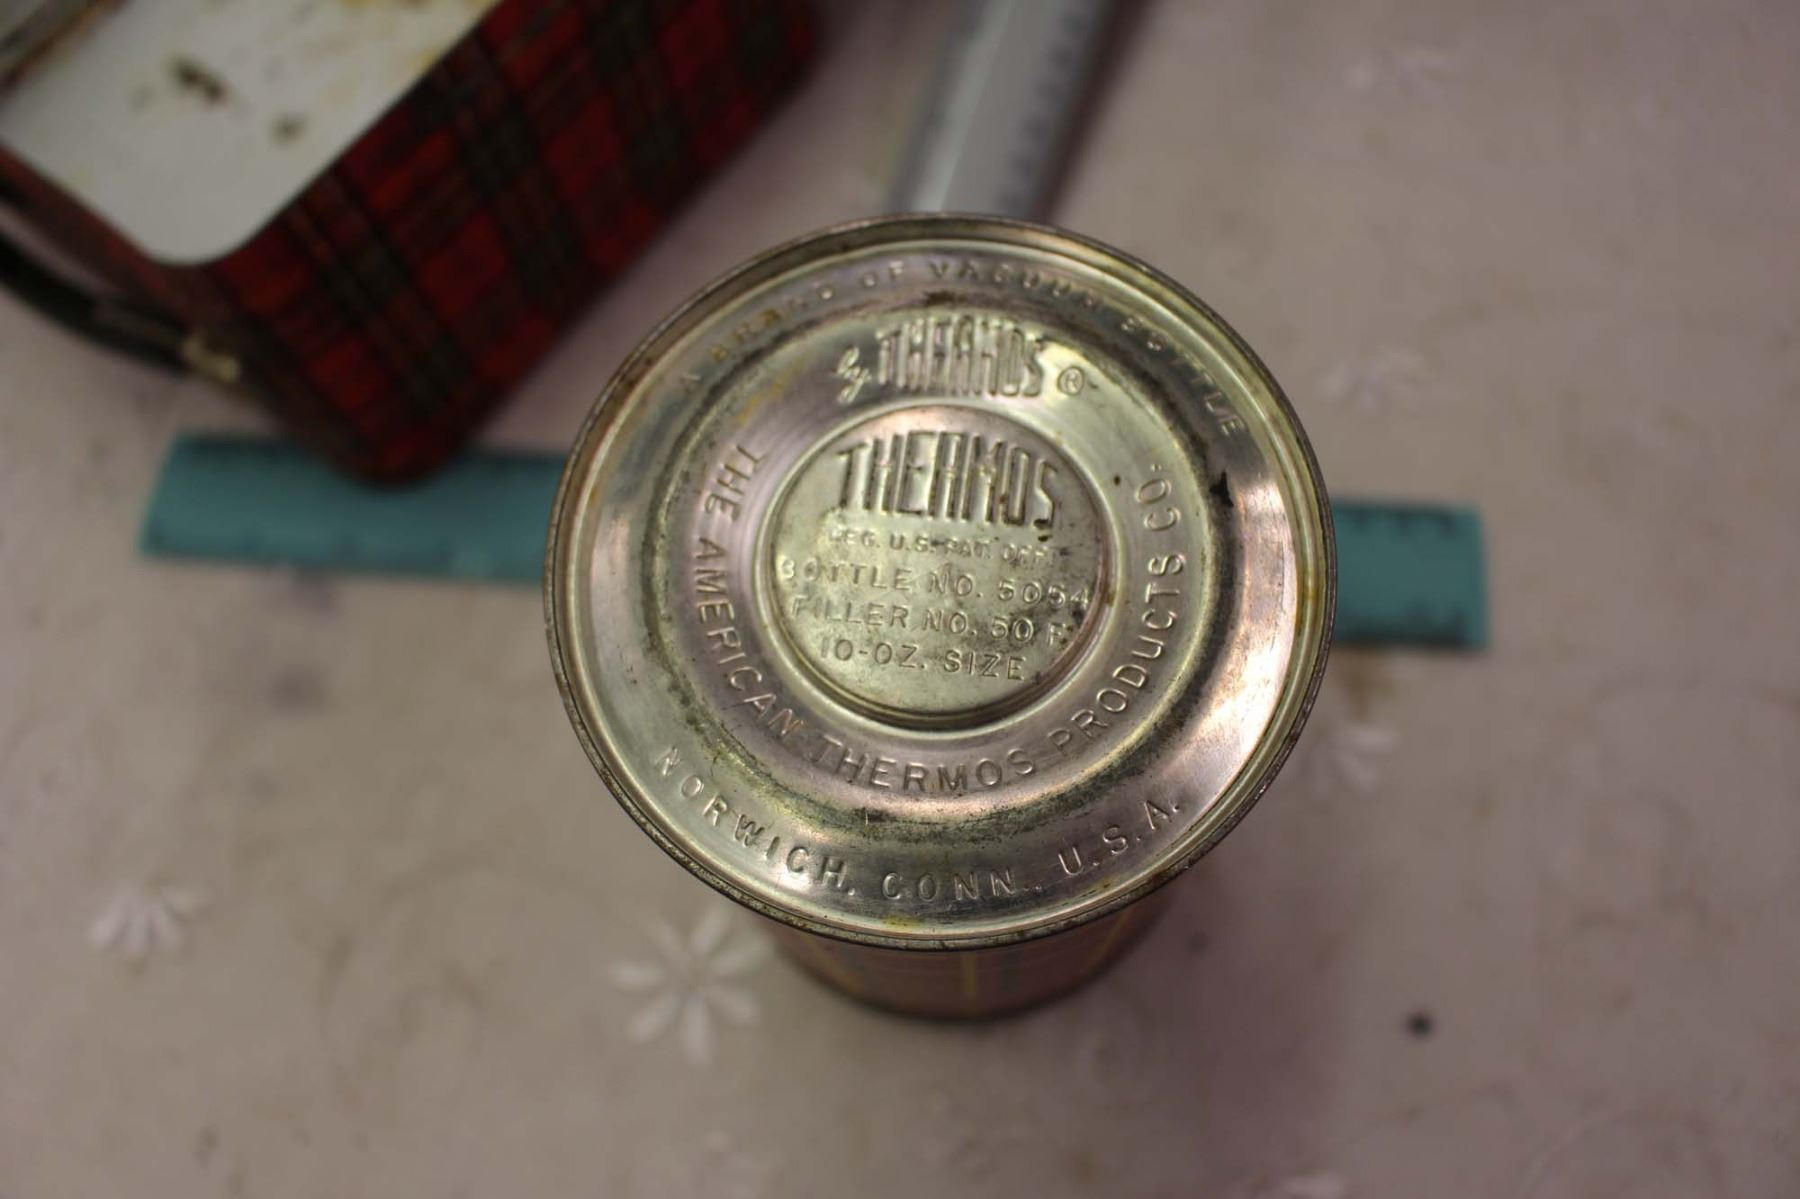 A BRAND OF VACUUM BOTTLE
by THERMOS ®
THERMOS
REG. U.S. PAT. OFF.
BOTTLE NO. 5054
FILLER NO. 50 F
10-OZ. SIZE
THE AMERICAN THERMOS PRODUCTS CO.
NORWICH, CONN., U.S.A.